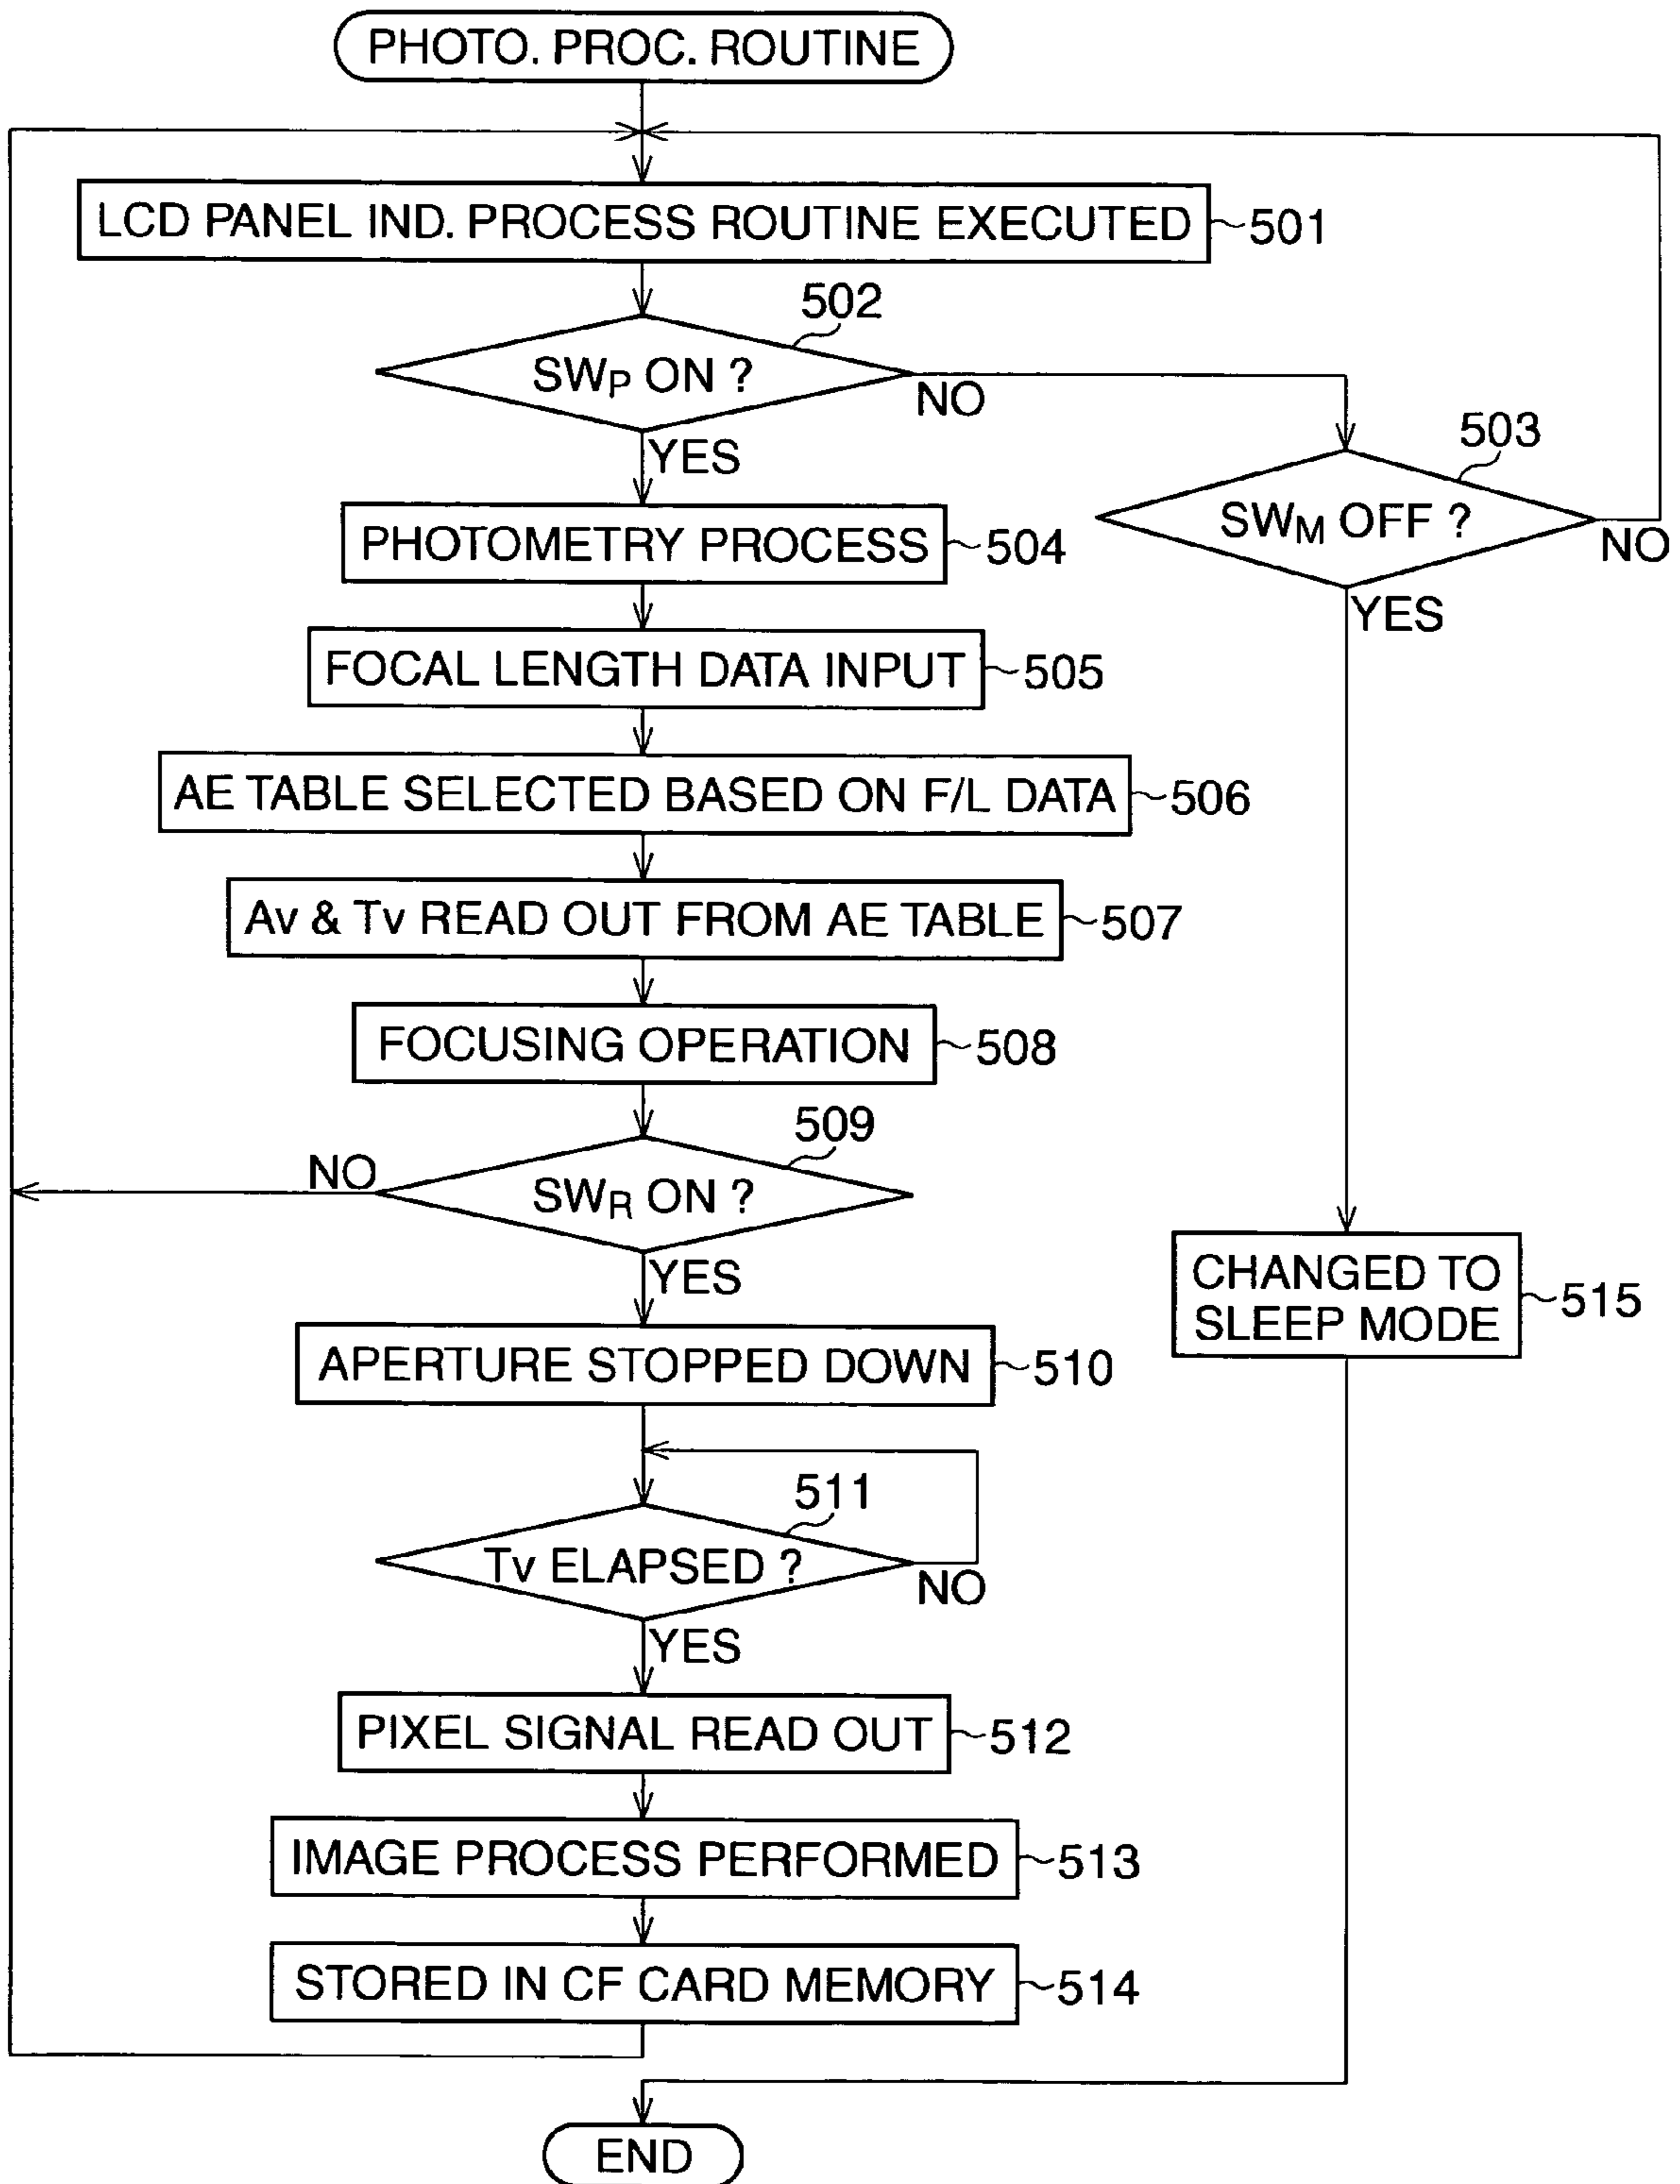 PHOTO. PROC. ROUTINE
LCD PANEL IND. PROCESS ROUTINE EXECUTED
501
502
SWP ON ?
NO
YES
503
SWM OFF ?
NO
YES
PHOTOMETRY PROCESS
504
FOCAL LENGTH DATA INPUT
505
AE TABLE SELECTED BASED ON F/L DATA
506
Av & Tv READ OUT FROM AE TABLE
507
FOCUSING OPERATION
508
509
NO
SWR ON ?
YES
CHANGED TO
SLEEP MODE
515
APERTURE STOPPED DOWN
510
511
Tv ELAPSED ?
NO
YES
PIXEL SIGNAL READ OUT
512
IMAGE PROCESS PERFORMED
513
STORED IN CF CARD MEMORY
514
END